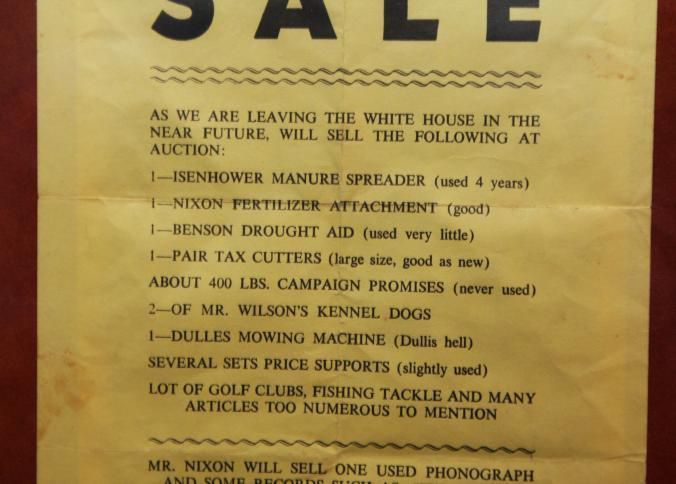 SALE
AS WE ARE LEAVING THE WHITE HOUSE IN THE
NEAR FUTURE, WILL SELL THE FOLLOWING AT
AUCTION:
1—ISENHOWER MANURE SPREADER (used 4 years)
1—NIXON FERTILIZER ATTACHMENT (good)
1—BENSON DROUGHT AID (used very little)
1—PAIR TAX CUTTERS (large size, good as new)
ABOUT 400 LBS. CAMPAIGN PROMISES (never used)
2—OF MR. WILSON'S KENNEL DOGS
1—DULLES MOWING MACHINE (Dullis hell)
SEVERAL SETS PRICE SUPPORTS (slightly used)
LOT OF GOLF CLUBS, FISHING TACKLE AND MANY
ARTICLES TOO NUMEROUS TO MENTION
MR. NIXON WILL SELL ONE USED PHONOGRAPH
AND SOME RECORDS SUCH AS